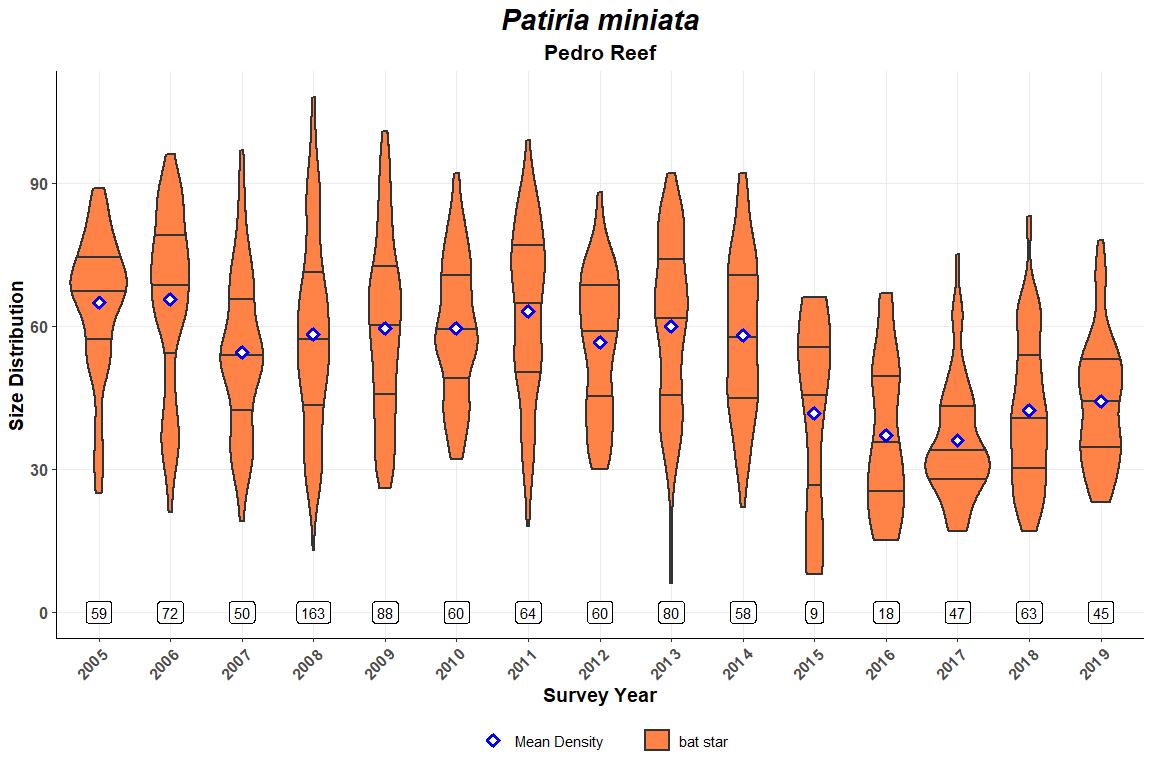 Patiria miniata
Pedro Reef
Size Distribution
90
60
30
0
59 72 50 163 88 60 64 60 80 58 9 18 47 63 45
2005 2006 2007 2008 2009 2010 2011 2012 2013 2014 2015 2016 2017 2018 2019
Survey Year
Mean Density bat star